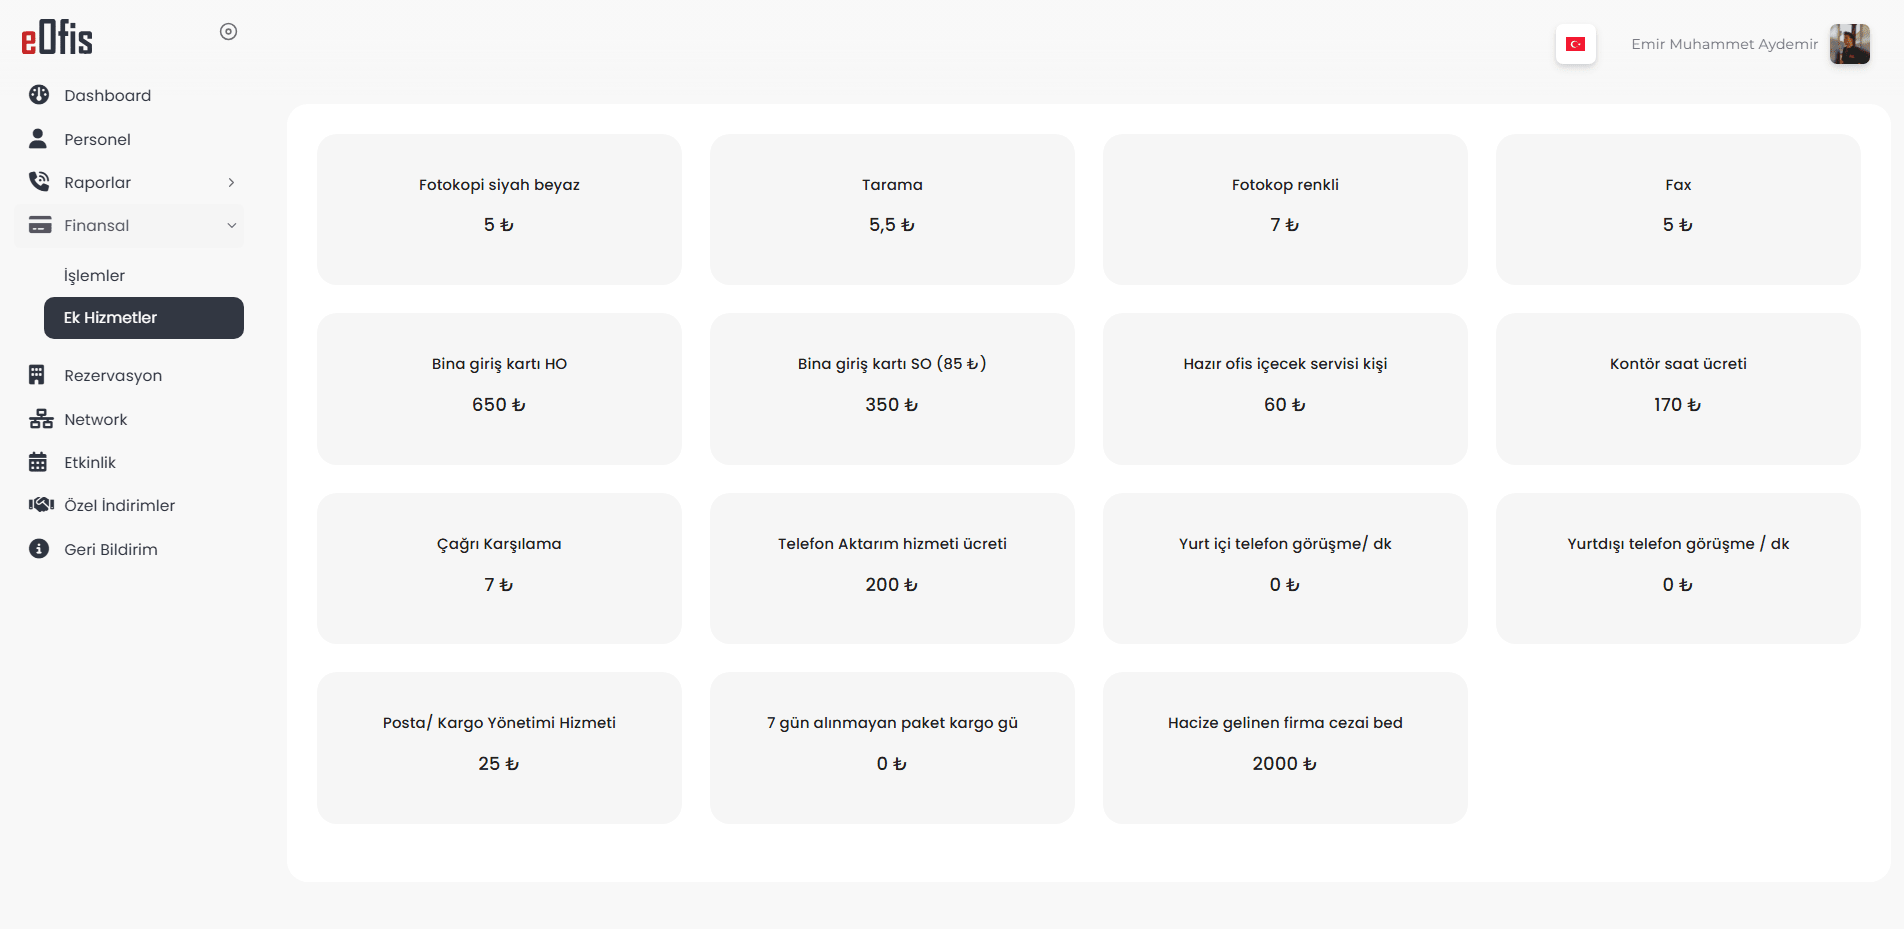 eOfis
Emir Muhammet Aydemir
Dashboard
Personel
Raporlar
Finansal
İşlemler
Ek Hizmetler
Rezervasyon
Network
Etkinlik
Özel İndirimler
Geri Bildirim
Fotokopi siyah beyaz
5 ₺
Tarama
5,5 ₺
Fotokop renkli
7 ₺
Fax
5 ₺
Bina giriş kartı HO
650 ₺
Bina giriş kartı SO (85 ₺)
350 ₺
Hazır ofis içecek servisi kişi
60 ₺
Kontör saat ücreti
170 ₺
Çağrı Karşılama
7 ₺
Telefon Aktarım hizmeti ücreti
200 ₺
Yurt içi telefon görüşme/ dk
0 ₺
Yurtdışı telefon görüşme / dk
0 ₺
Posta/ Kargo Yönetimi Hizmeti
25 ₺
7 gün alınmayan paket kargo gü
0 ₺
Hacize gelinen firma cezai bed
2000 ₺